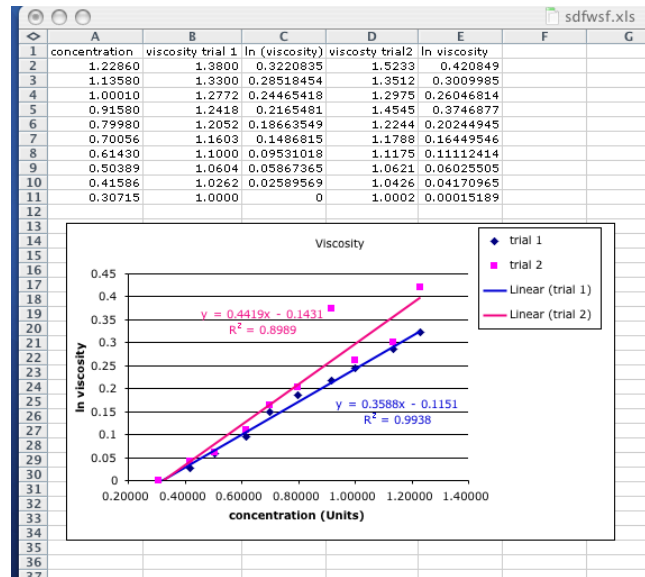 sdfwsf.xls
A B C D E F G
1 concentration viscosity trial 1 ln (viscosity) viscosty trial2 ln viscosity
2 1.22860 1.3800 0.3220835 1.5233 0.420849
3 1.13580 1.3300 0.28518454 1.3512 0.3009985
4 1.00010 1.2772 0.24465418 1.2975 0.26046814
5 0.91580 1.2418 0.2165481 1.4545 0.3746877
6 0.79980 1.2052 0.18663549 1.2244 0.20244945
7 0.70056 1.1603 0.1486815 1.1788 0.16449546
8 0.61430 1.1000 0.09531018 1.1175 0.11112414
9 0.50389 1.0604 0.05867365 1.0621 0.06025505
10 0.41586 1.0262 0.02589569 1.0426 0.04170965
11 0.30715 1.0000 0 1.0002 0.00015189
12
13
14
15
16
17
18
19
20
21
22
23
24
25
26
27
28
29
30
31
32
33
34
35
36
37
Viscosity
trial 1
trial 2
Linear (trial 1)
Linear (trial 2)
0.45
0.4
0.35
0.3
0.25
0.2
0.15
0.1
0.05
0
y = 0.4419x - 0.1431
R² = 0.8989
y = 0.3588x - 0.1151
R² = 0.9938
ln viscosity
0.20000 0.40000 0.60000 0.80000 1.00000 1.20000 1.40000
concentration (Units)